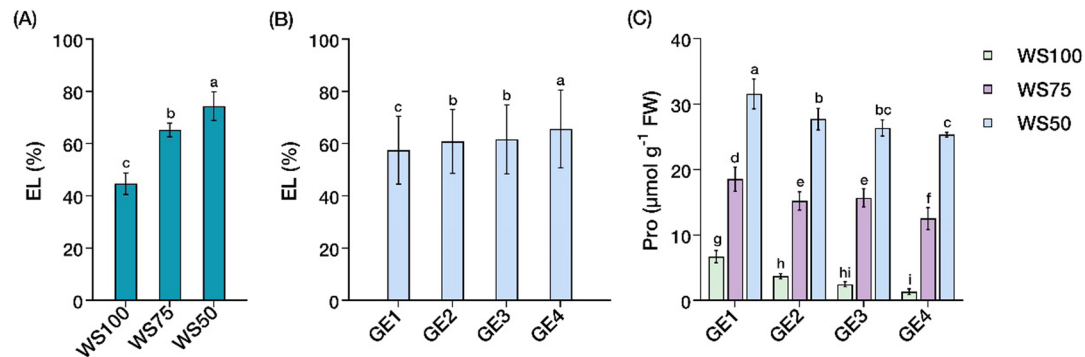 (A)
EL (%)
100
80
60
40
20
0
c
b
a
WS100
WS75
WS50
(B)
EL (%)
100
80
60
40
20
0
c
b
b
a
GE1
GE2
GE3
GE4
(C)
Pro (μmol g⁻¹ FW)
40
30
20
10
0
g
d
a
h
e
b
hi
e
bc
i
f
c
GE1
GE2
GE3
GE4
WS100
WS75
WS50